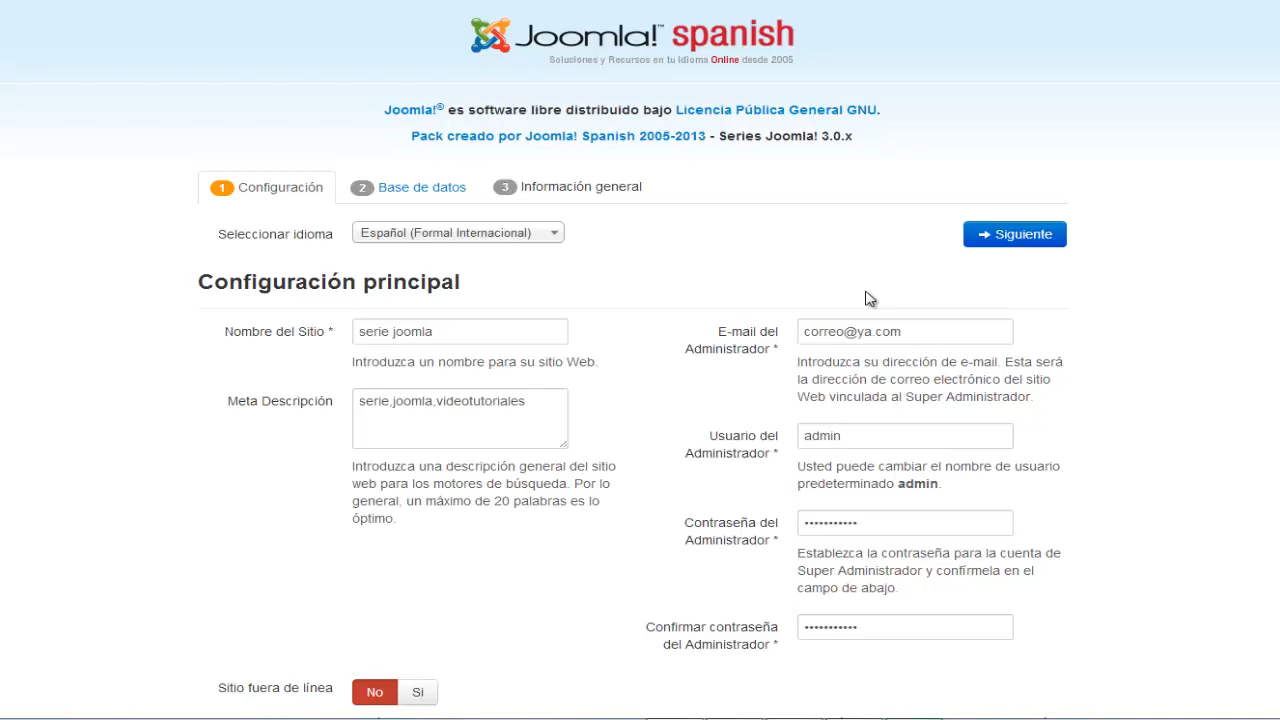 Joomla!™ spanish
Soluciones y Recursos en tu idioma Online desde 2005
Joomla!® es software libre distribuido bajo Licencia Pública General GNU.
Pack creado por Joomla! Spanish 2005-2013 - Series Joomla! 3.0.x
1 Configuración 2 Base de datos 3 Información general
Seleccionar idioma Español (Formal Internacional) Siguiente
Configuración principal
Nombre del Sitio * serie joomla
Introduzca un nombre para su sitio Web.
Meta Descripción serie,joomla,videotutoriales
Introduzca una descripción general del sitio
web para los motores de búsqueda. Por lo
general, un máximo de 20 palabras es lo
óptimo.
E-mail del
Administrador *
correo@ya.com
Introduzca su dirección de e-mail. Esta será
la dirección de correo electrónico del sitio
Web vinculada al Super Administrador.
Usuario del
Administrador *
admin
Usted puede cambiar el nombre de usuario
predeterminado admin.
Contraseña del
Administrador *
•••••••••••
Establezca la contraseña para la cuenta de
Super Administrador y confírmela en el
campo de abajo.
Confirmar contraseña
del Administrador *
•••••••••••
Sitio fuera de línea No Si